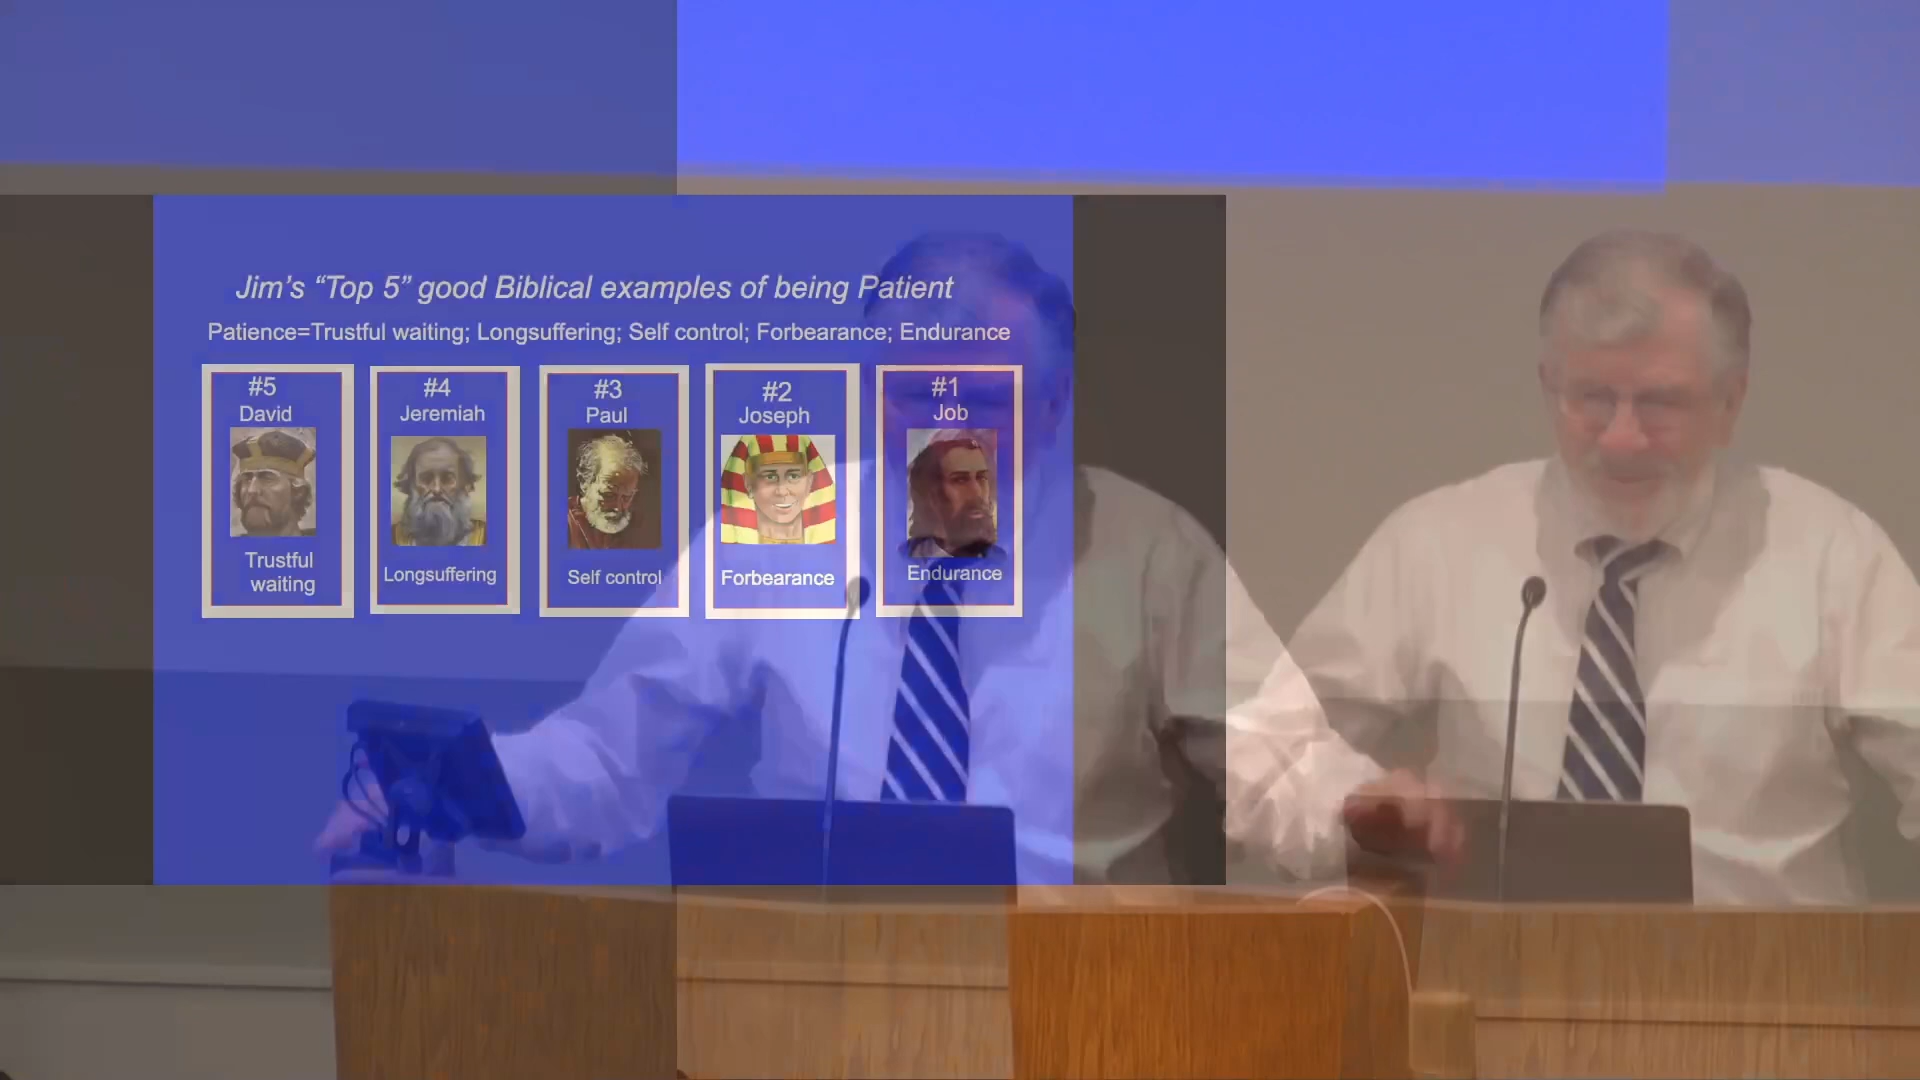 Jim's “Top 5” good Biblical examples of being Patient
Patience=Trustful waiting; Longsuffering; Self control; Forbearance; Endurance
#5
David
Trustful
waiting
#4
Jeremiah
Longsuffering
#3
Paul
Self control
#2
Joseph
Forbearance
#1
Job
Endurance